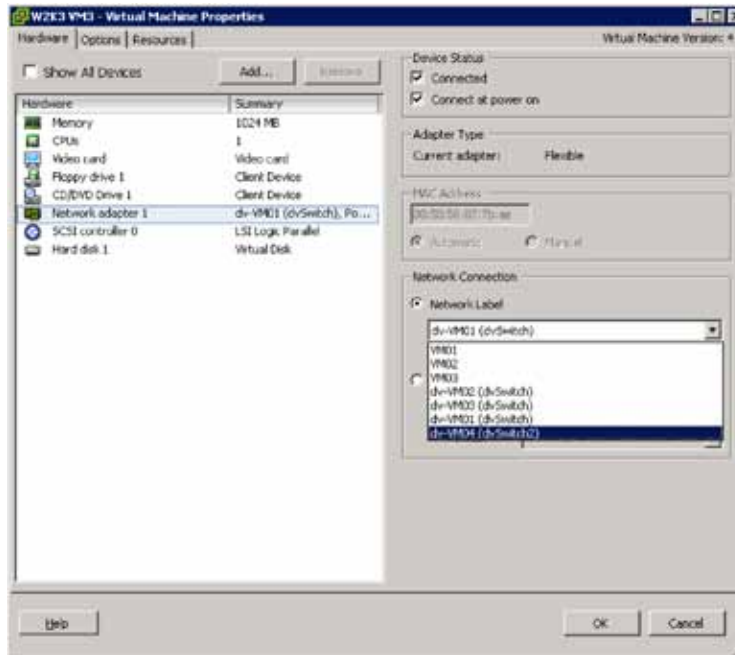 W2K3 VM3 - Virtual Machine Properties
Hardware Options Resources
Virtual Machine Version: 4
Show All Devices
Add...
Remove
Hardware Summary
Memory 1024 MB
CPUs 1
Video card Video card
Floppy drive 1 Client Device
CD/DVD Drive 1 Client Device
Network adapter 1 dv-VM01 (dvSwitch), Po...
SCSI controller 0 LSI Logic Parallel
Hard disk 1 Virtual Disk
Device Status
Connected
Connect at power on
Adapter Type
Current adapter: Flexible
MAC Address
Automatic Manual
Network Connection
Network Label
dv-VM01 (dvSwitch)
VM01
VM02
VM03
dv-VM02 (dvSwitch)
dv-VM03 (dvSwitch)
dv-VM01 (dvSwitch)
dv-VM04 (dvSwitch2)
Help
OK
Cancel